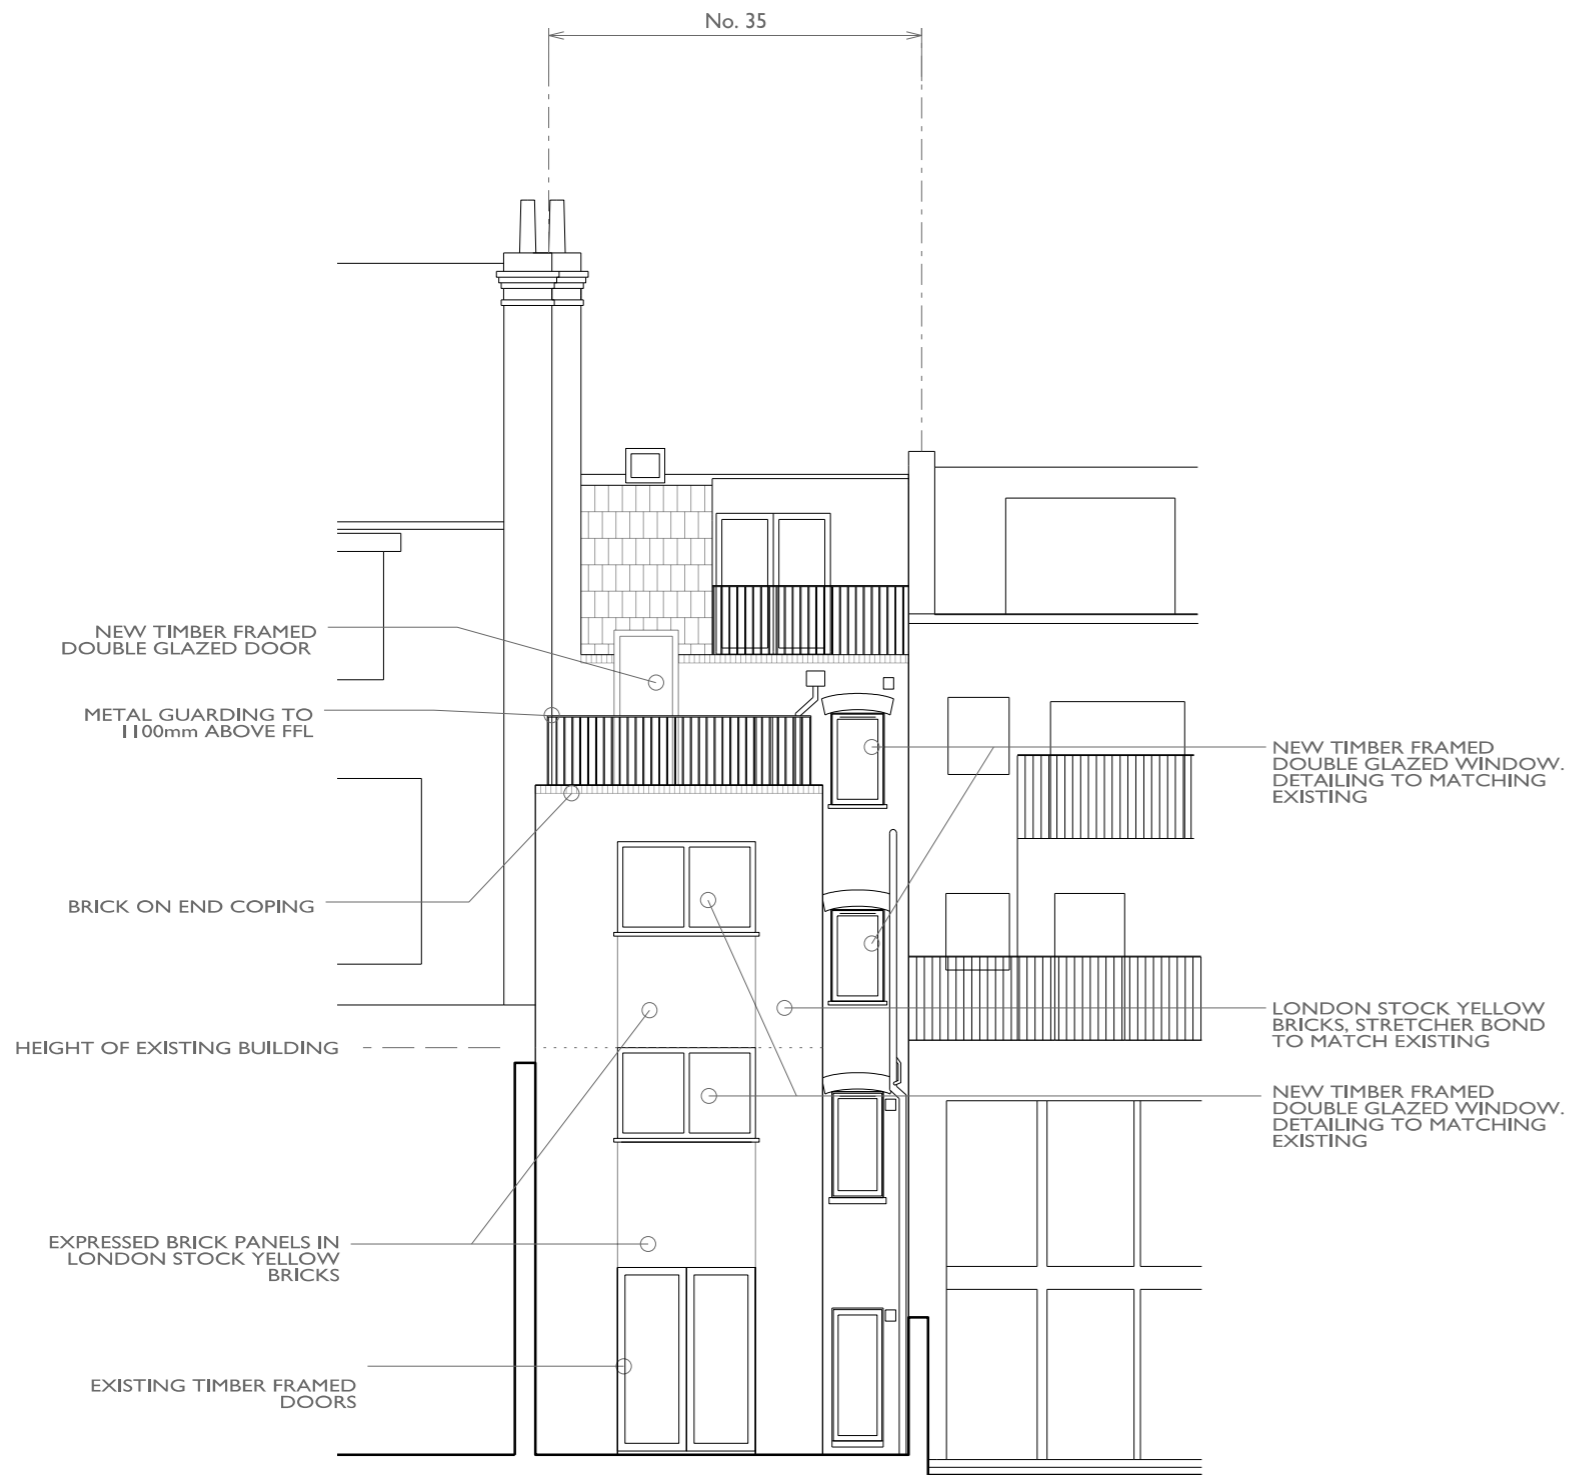 No. 35
NEW TIMBER FRAMED
DOUBLE GLAZED DOOR
METAL GUARDING TO
1100mm ABOVE FFL
BRICK ON END COPING
HEIGHT OF EXISTING BUILDING
EXPRESSED BRICK PANELS IN
LONDON STOCK YELLOW
BRICKS
EXISTING TIMBER FRAMED
DOORS
NEW TIMBER FRAMED
DOUBLE GLAZED WINDOW.
DETAILING TO MATCHING
EXISTING
LONDON STOCK YELLOW
BRICKS, STRETCHER BOND
TO MATCH EXISTING
NEW TIMBER FRAMED
DOUBLE GLAZED WINDOW.
DETAILING TO MATCHING
EXISTING